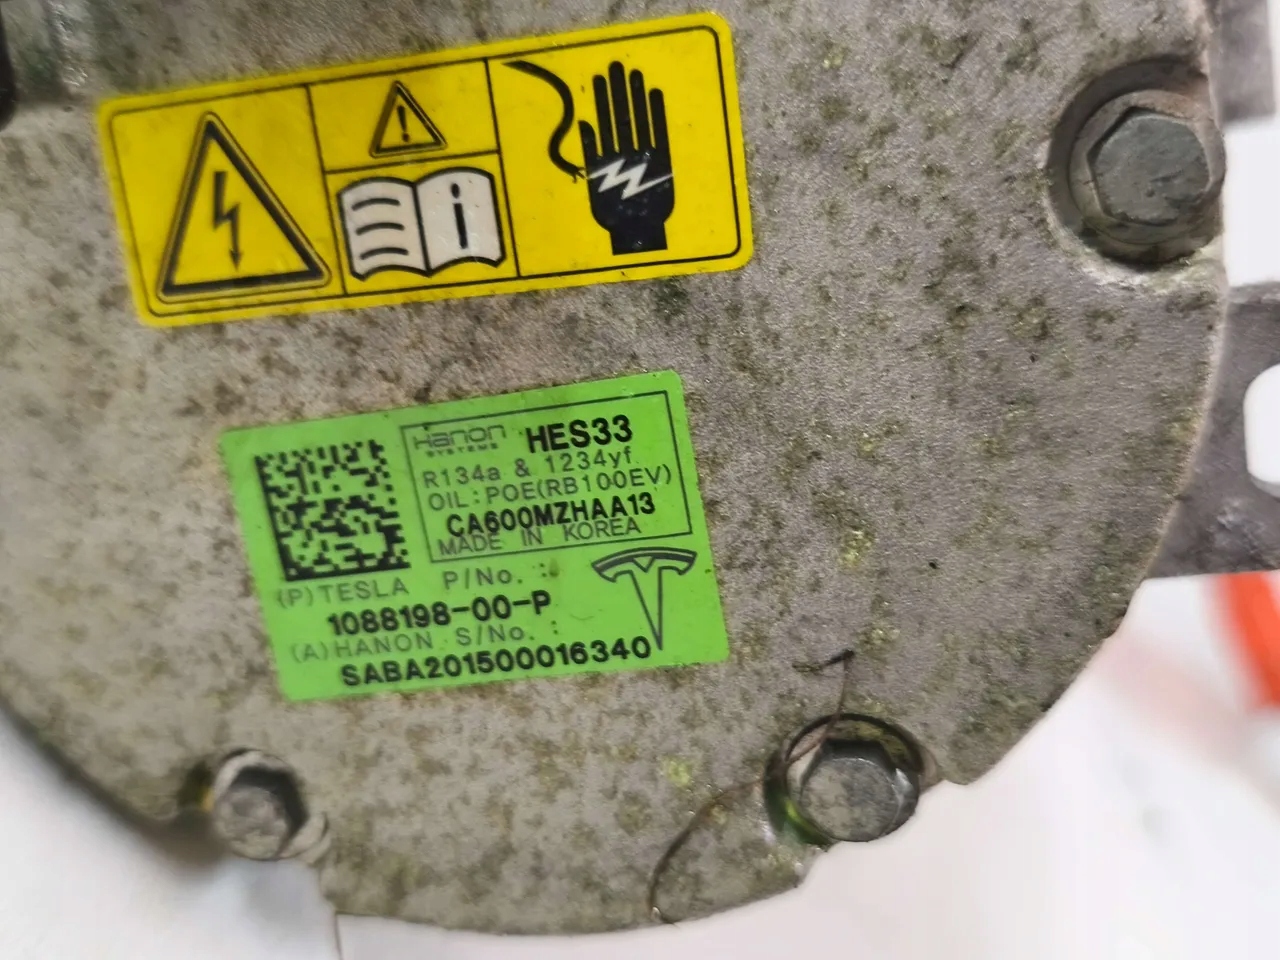 i
Hanon
SYSTEMS
HES33
R134a & 1234yf
OIL:POE(RB100EV)
CA600MZHAA13
MADE IN KOREA
(P)TESLA P/No. :
1088198-00-P
(A)HANON S/No. :
SABA201500016340